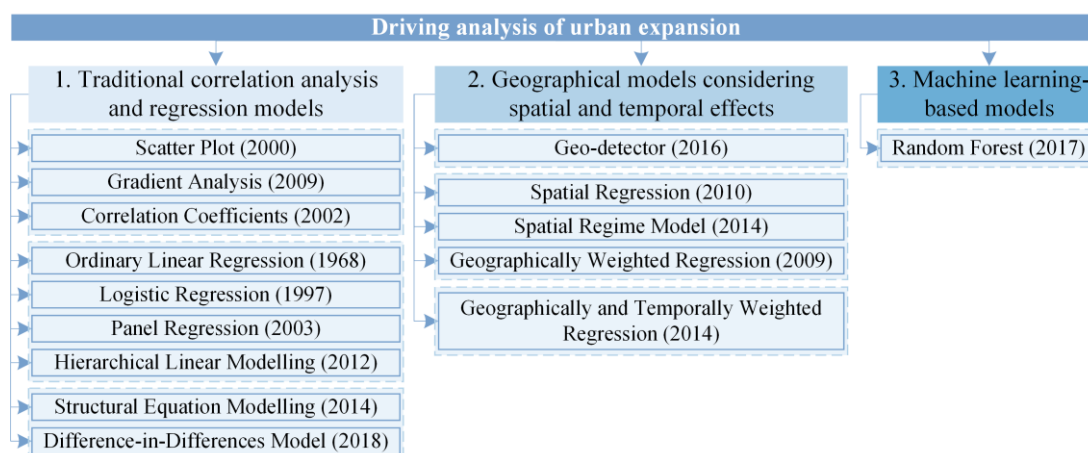 Driving analysis of urban expansion
1. Traditional correlation analysis
and regression models
Scatter Plot (2000)
Gradient Analysis (2009)
Correlation Coefficients (2002)
Ordinary Linear Regression (1968)
Logistic Regression (1997)
Panel Regression (2003)
Hierarchical Linear Modelling (2012)
Structural Equation Modelling (2014)
Difference-in-Differences Model (2018)
2. Geographical models considering
spatial and temporal effects
Geo-detector (2016)
Spatial Regression (2010)
Spatial Regime Model (2014)
Geographically Weighted Regression (2009)
Geographically and Temporally Weighted
Regression (2014)
3. Machine learning-
based models
Random Forest (2017)